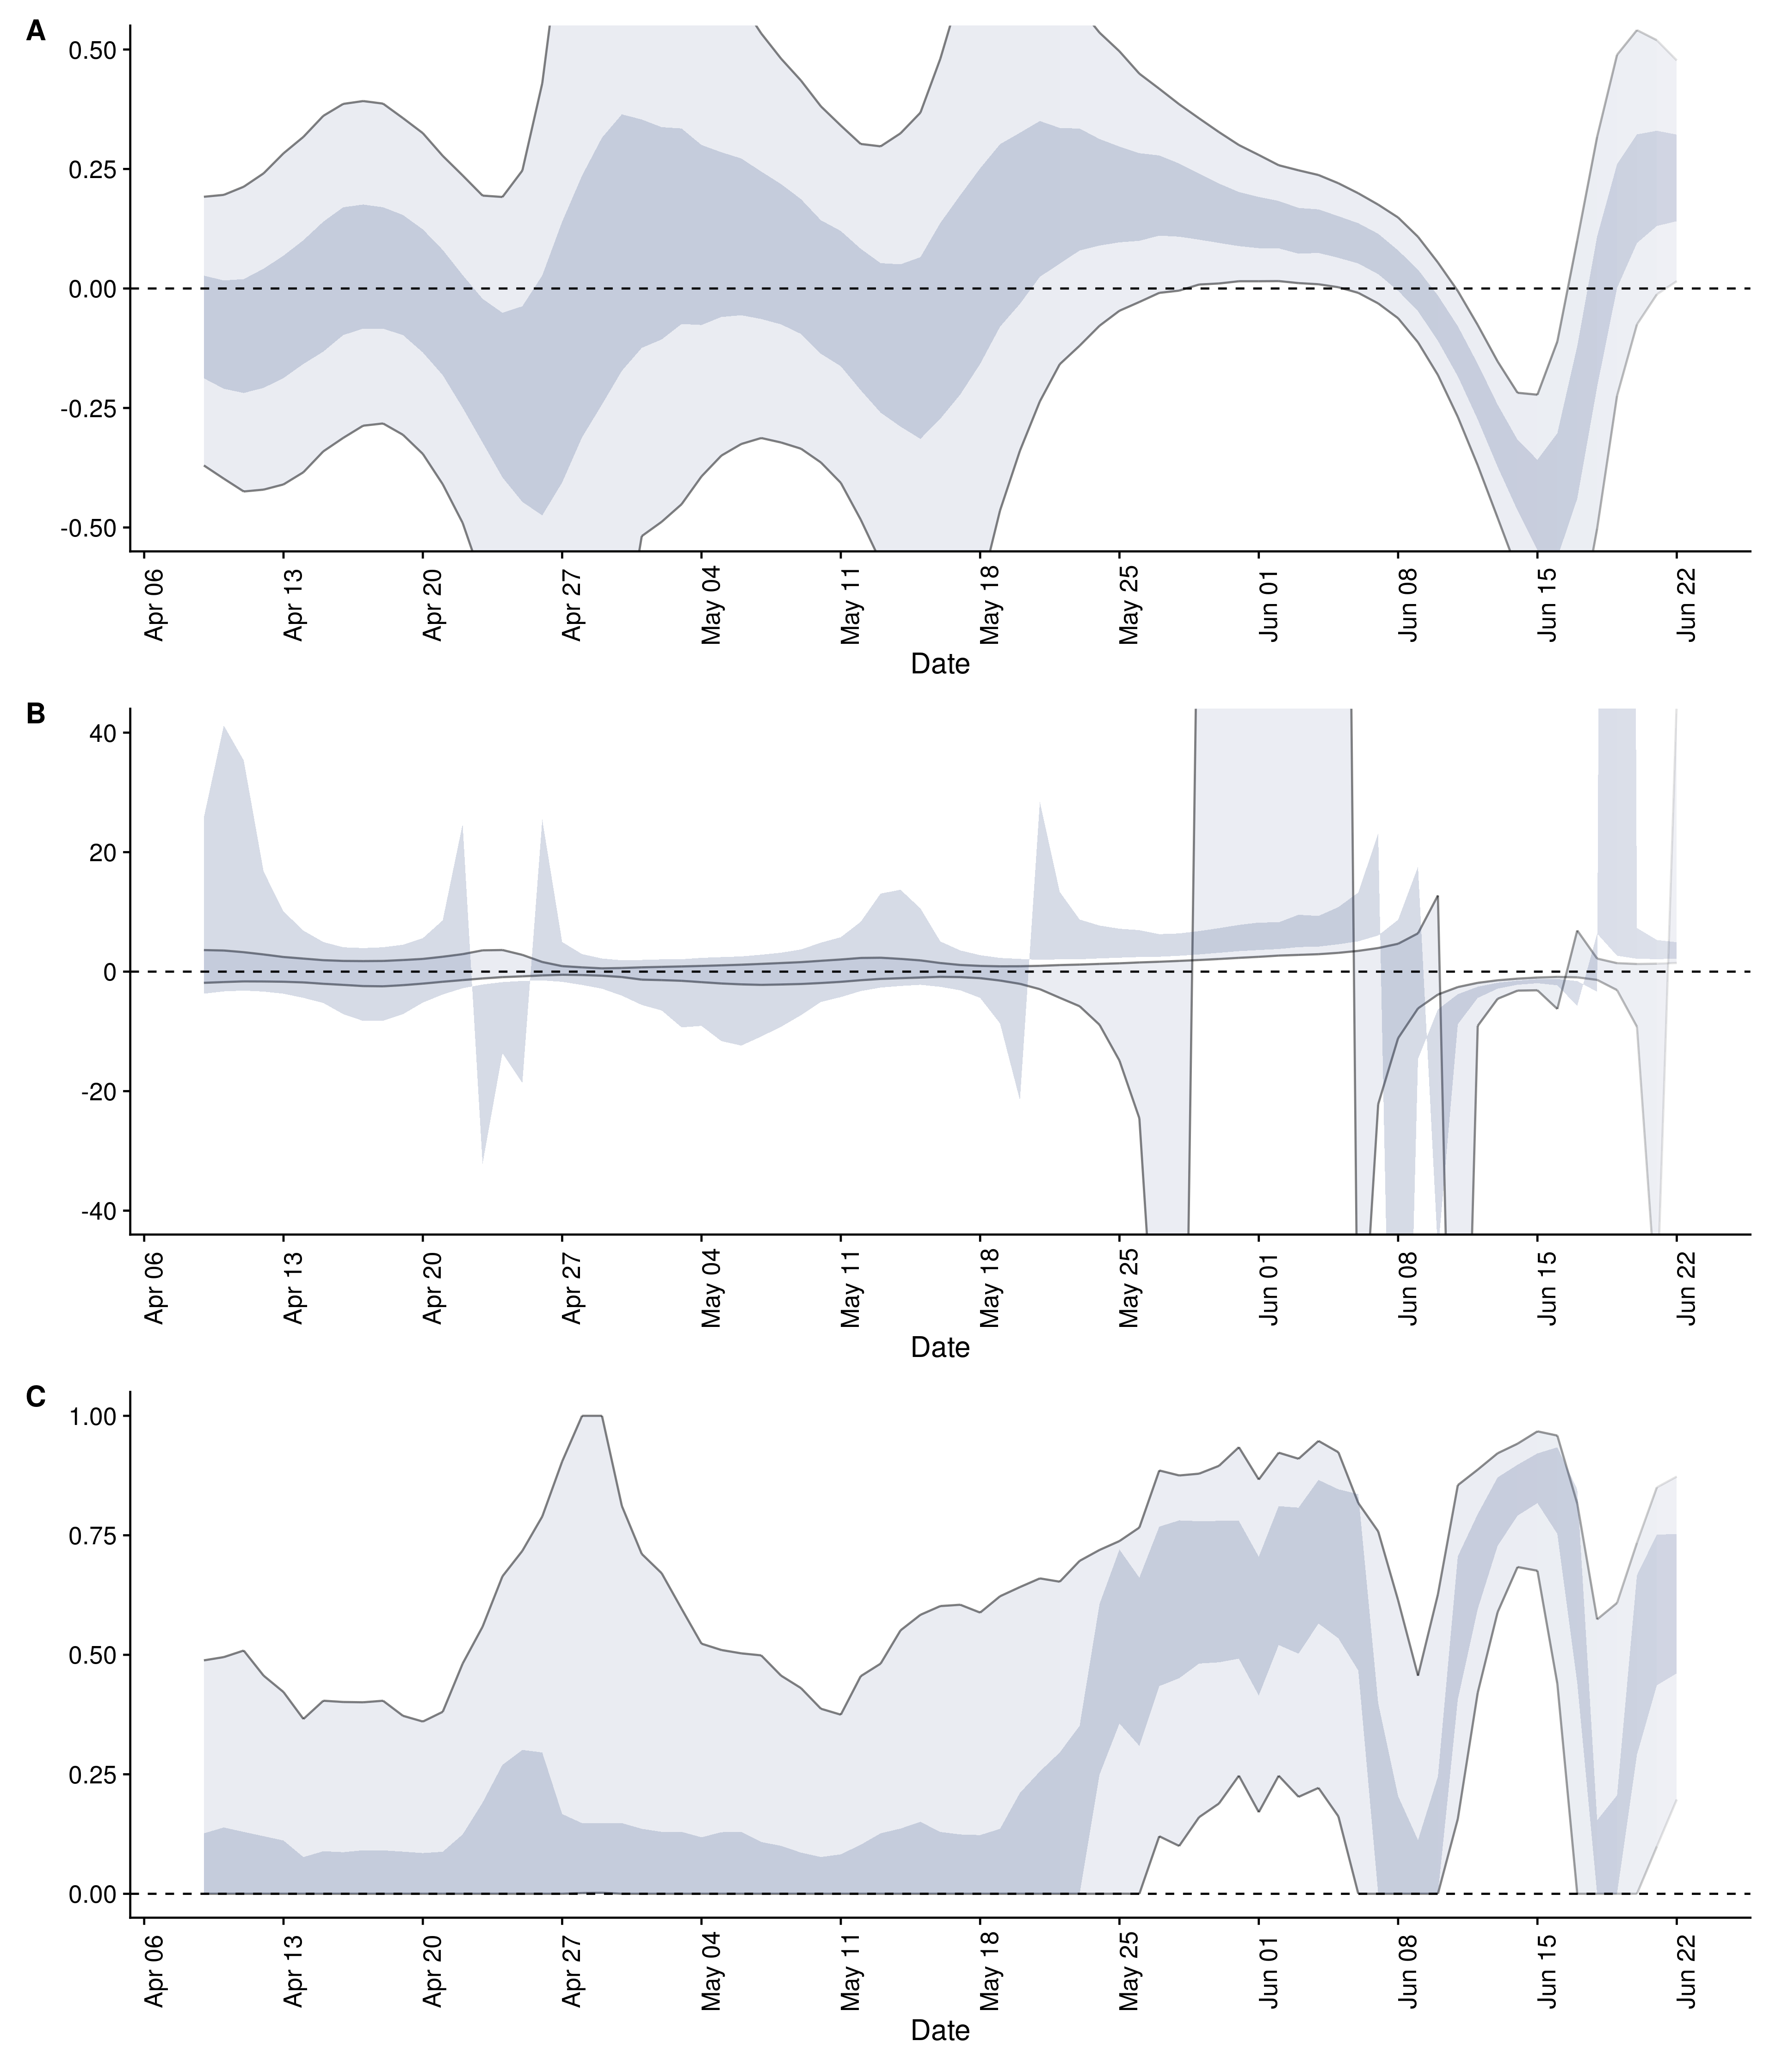 A
0.50
0.25
0.00
-0.25
-0.50
Apr 06
Apr 13
Apr 20
Apr 27
May 04
May 11
May 18
May 25
Jun 01
Jun 08
Jun 15
Jun 22
Date
B
40
20
0
-20
-40
Apr 06
Apr 13
Apr 20
Apr 27
May 04
May 11
May 18
May 25
Jun 01
Jun 08
Jun 15
Jun 22
Date
C
1.00
0.75
0.50
0.25
0.00
Apr 06
Apr 13
Apr 20
Apr 27
May 04
May 11
May 18
May 25
Jun 01
Jun 08
Jun 15
Jun 22
Date